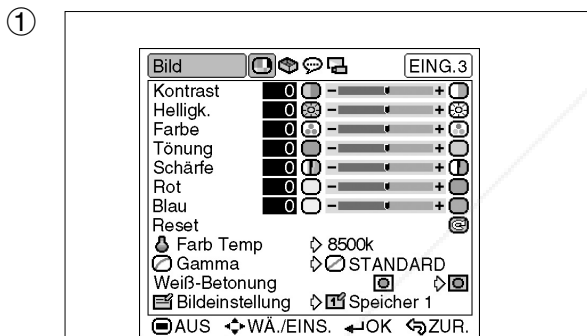 ①
Bild EING.3
Kontrast 0 - +
Helligk. 0 - +
Farbe 0 - +
Tönung 0 - +
Schärfe 0 - +
Rot 0 - +
Blau 0 - +
Reset
Farb Temp 8500k
Gamma STANDARD
Weiß-Betonung
Bildeinstellung 1 Speicher 1
AUS WÄ./EINS. OK ZUR.